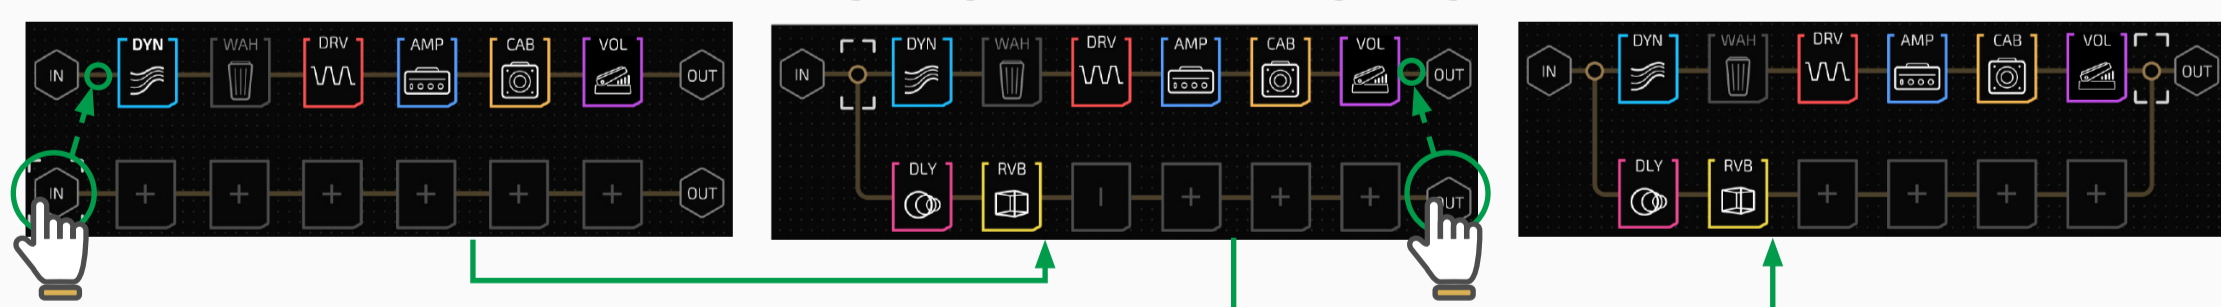 IN DYN WAH DRV AMP CAB VOL OUT
IN OUT
IN DYN WAH DRV AMP CAB VOL OUT
DLY RVB OUT
IN DYN WAH DRV AMP CAB VOL OUT
DLY RVB